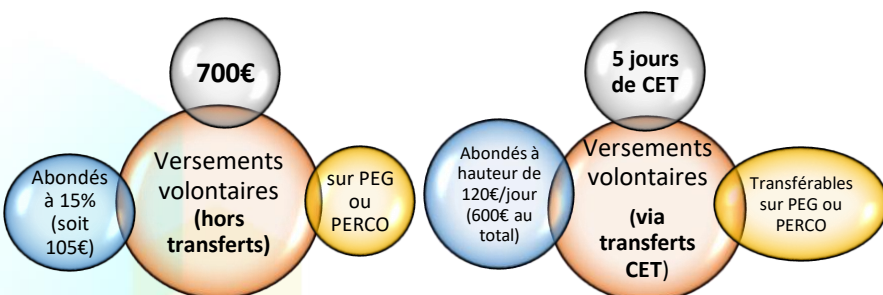 700€
Versements
volontaires
(hors
transferts)
Abondés
à 15%
(soit
105€)
sur PEG
ou
PERCO
5 jours
de CET
Versements
volontaires
(via
transferts
CET)
Abondés à
hauteur de
120€/jour
(600€ au
total)
Transférables
sur PEG ou
PERCO